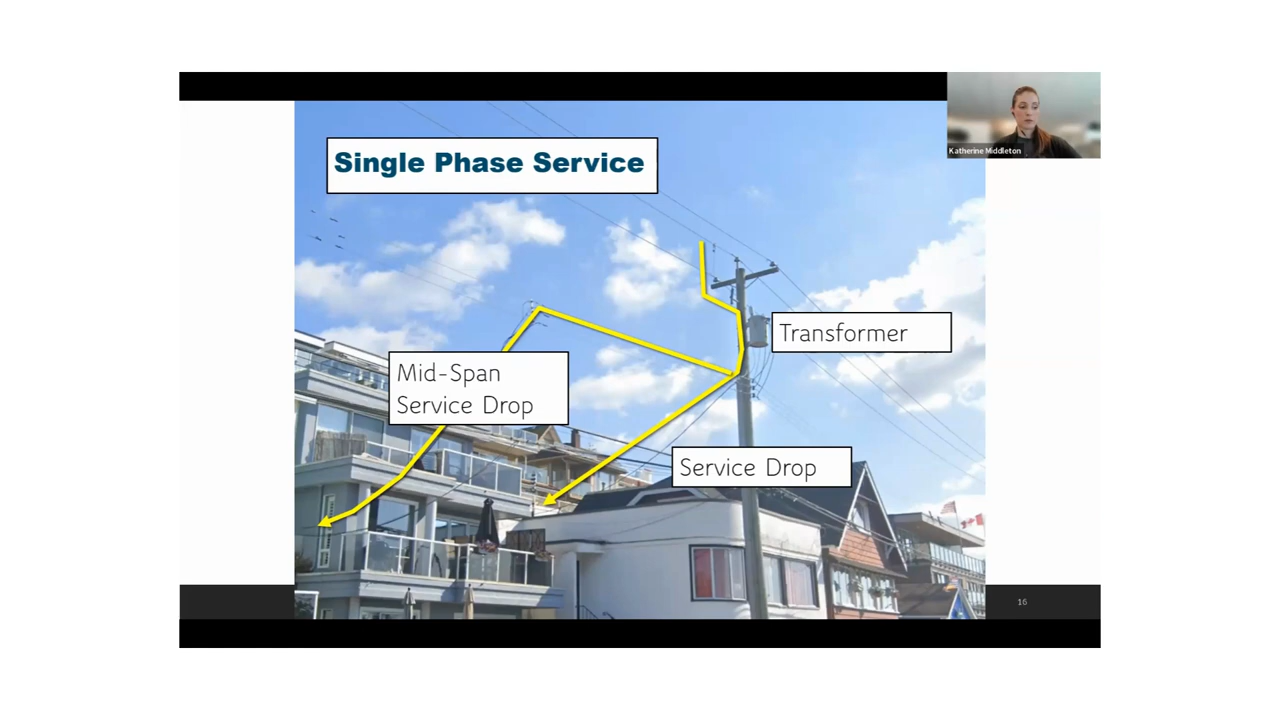 Single Phase Service
Katherine Middleton
Transformer
Mid-Span
Service Drop
Service Drop
16